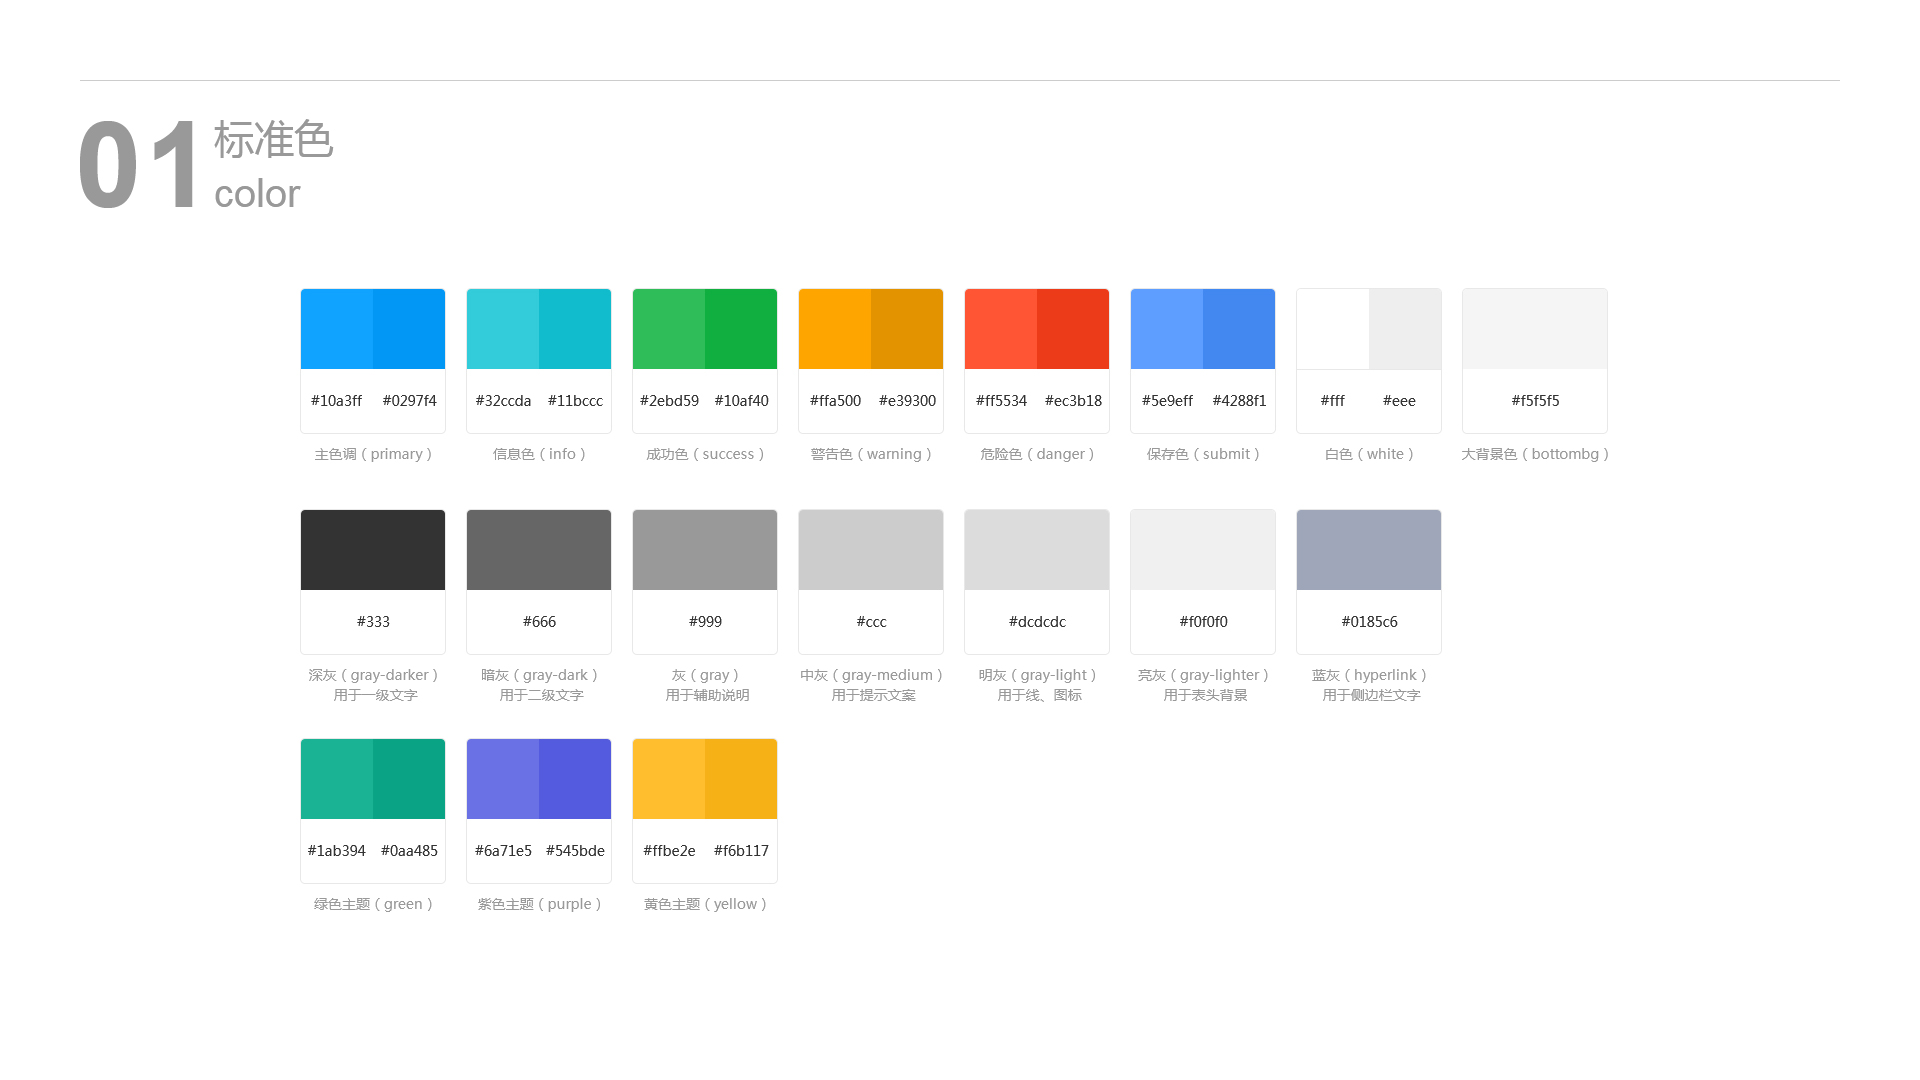 01 标准色
color
#10a3ff #0297f4 #32ccda #11bccc #2ebd59 #10af40 #ffa500 #e39300 #ff5534 #ec3b18 #5e9eff #4288f1 #fff #eee #f5f5f5
主色调（primary） 信息色（info） 成功色（success） 警告色（warning） 危险色（danger） 保存色（submit） 白色（white） 大背景色（bottombg）
#333 #666 #999 #ccc #dcdcdc #f0f0f0 #0185c6
深灰（gray-darker） 暗灰（gray-dark） 灰（gray） 中灰（gray-medium） 明灰（gray-light） 亮灰（gray-lighter） 蓝灰（hyperlink）
用于一级文字 用于二级文字 用于辅助说明 用于提示文案 用于线、图标 用于表头背景 用于侧边栏文字
#1ab394 #0aa485 #6a71e5 #545bde #ffbe2e #f6b117
绿色主题（green） 紫色主题（purple） 黄色主题（yellow）